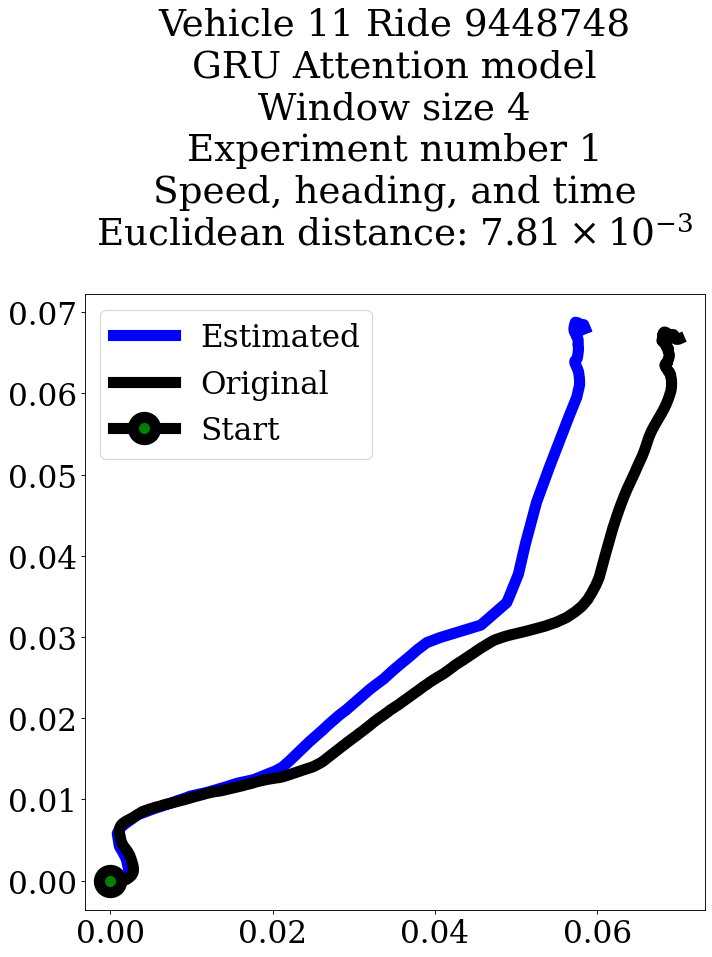 Vehicle 11 Ride 9448748
GRU Attention model
Window size 4
Experiment number 1
Speed, heading, and time
Euclidean distance: 7.81 × 10⁻³
Estimated
Original
Start
0.07
0.06
0.05
0.04
0.03
0.02
0.01
0.00
0.00 0.02 0.04 0.06